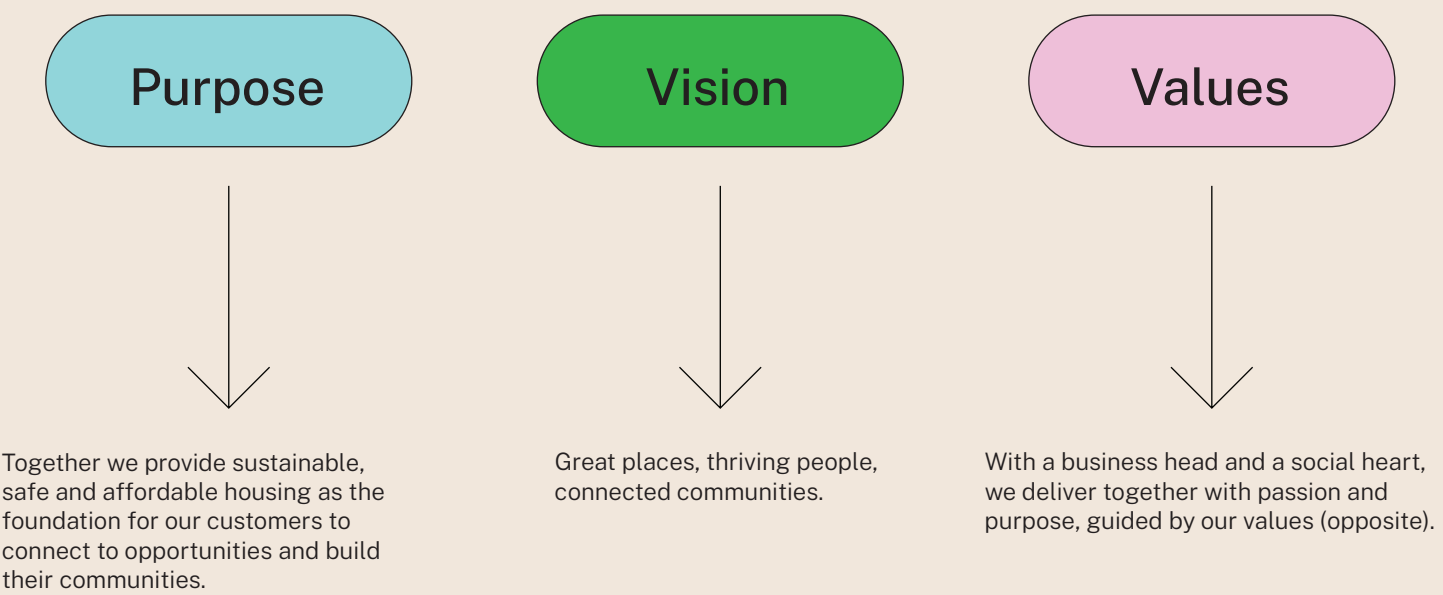 Purpose
Together we provide sustainable,
safe and affordable housing as the
foundation for our customers to
connect to opportunities and build
their communities.
Vision
Great places, thriving people,
connected communities.
Values
With a business head and a social heart,
we deliver together with passion and
purpose, guided by our values (opposite).